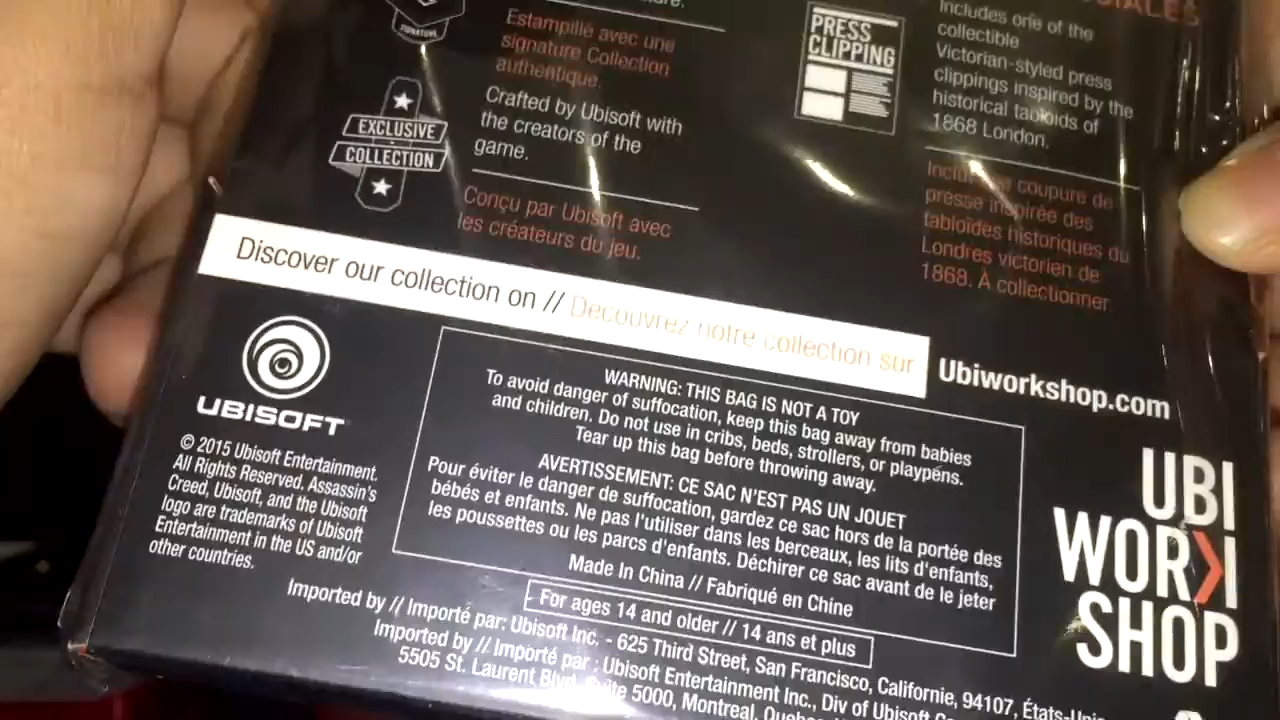 SIGNATURE
Estampillé avec une
signature Collection
authentique.
EXCLUSIVE
COLLECTION
Crafted by Ubisoft with
the creators of the
game.
Conçu par Ubisoft avec
les créateurs du jeu.
PRESS
CLIPPING
Includes one of the
collectible
Victorian-styled press
clippings inspired by the
historical tabloids of
1868 London.
coupure de
presse inspirée des
tabloïdes historiques du
Londres victorien de
1868. À collectionner
Discover our collection on // Découvrez notre collection sur
Ubiworkshop.com
UBISOFT
© 2015 Ubisoft Entertainment.
All Rights Reserved. Assassin's
Creed, Ubisoft, and the Ubisoft
logo are trademarks of Ubisoft
Entertainment in the US and/or
other countries.
WARNING: THIS BAG IS NOT A TOY
To avoid danger of suffocation, keep this bag away from babies
and children. Do not use in cribs, beds, strollers, or playpens.
Tear up this bag before throwing away.
AVERTISSEMENT: CE SAC N'EST PAS UN JOUET
Pour éviter le danger de suffocation, gardez ce sac hors de la portée des
bébés et enfants. Ne pas l'utiliser dans les berceaux, les lits d'enfants,
les poussettes ou les parcs d'enfants. Déchirer ce sac avant de le jeter
Made In China // Fabriqué en Chine
For ages 14 and older // 14 ans et plus
UBI
WORK
SHOP
Imported by // Importé par: Ubisoft Inc. - 625 Third Street, San Francisco, Californie, 94107, États-Unis
Imported by // Importé par : Ubisoft Entertainment Inc., Div of Ubisoft
5505 St. Laurent Blvd, Suite 5000, Montreal,